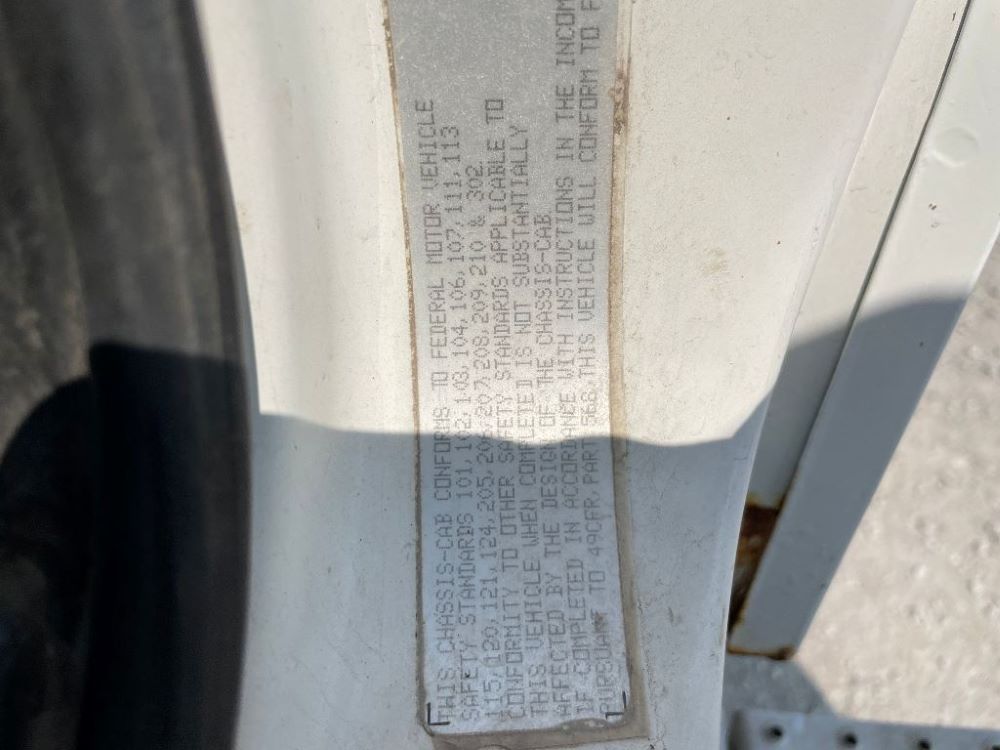 THIS CHASSIS-CAB CONFORMS TO FEDERAL MOTOR VEHICLE
SAFETY STANDARDS 101,102,103,104,106,107,111,113
115,120,121,124,205,206,207,208,209,210 & 302.
CONFORMITY TO OTHER SAFETY STANDARDS APPLICABLE TO
THIS VEHICLE WHEN COMPLETED IS NOT SUBSTANTIALLY
AFFECTED BY THE DESIGN OF THE CHASSIS-CAB.
IF COMPLETED IN ACCORDANCE WITH INSTRUCTIONS IN THE INCOM
PURSUANT TO 49CFR,PART 568,THIS VEHICLE WILL CONFORM TO F